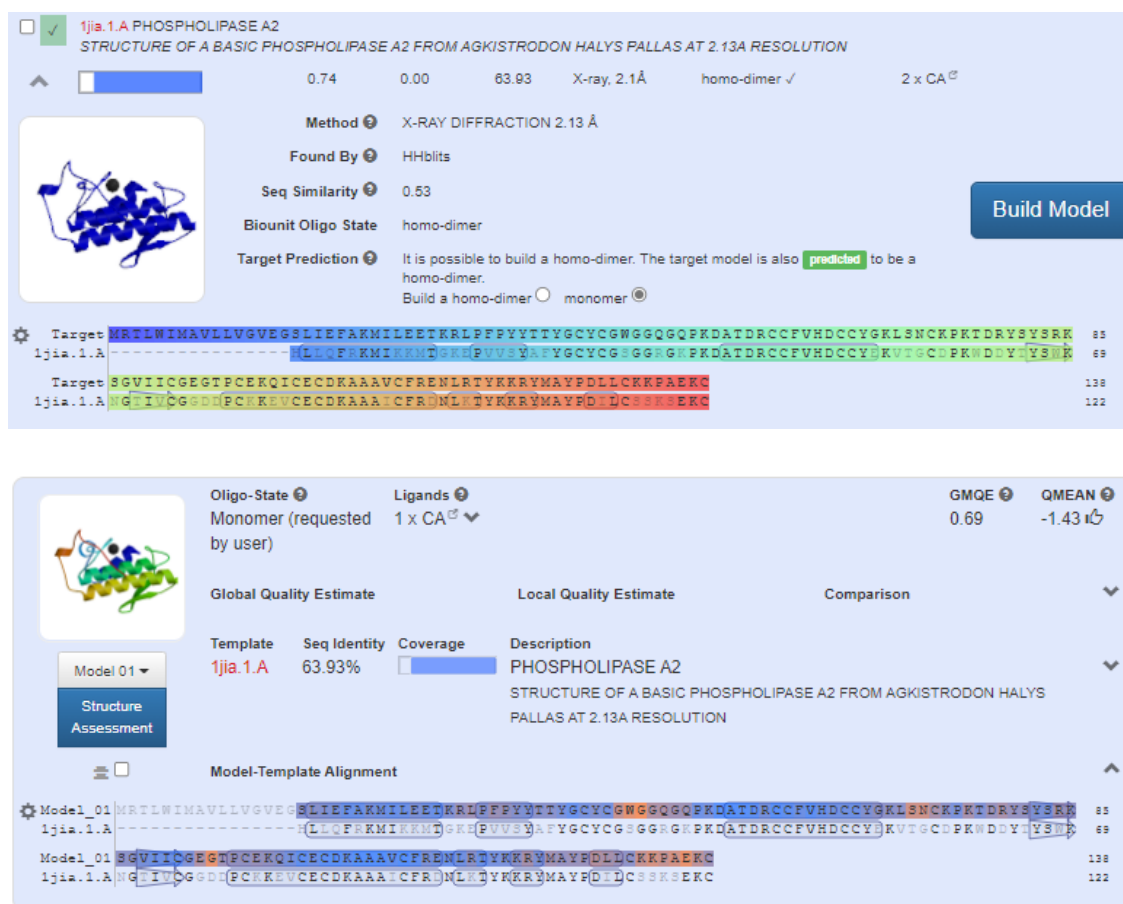 ✓ 1jia.1.A PHOSPHOLIPASE A2
STRUCTURE OF A BASIC PHOSPHOLIPASE A2 FROM AGKISTRODON HALYS PALLAS AT 2.13A RESOLUTION
0.74 0.00 63.93 X-ray, 2.1Å homo-dimer ✓ 2 x CA
Method X-RAY DIFFRACTION 2.13 Å
Found By HHblits
Seq Similarity 0.53
Build Model
Biounit Oligo State homo-dimer
Target Prediction It is possible to build a homo-dimer. The target model is also predicted to be a
homo-dimer.
Build a homo-dimer monomer
Target MRTLWIMAVLLVGVEGSLIEFAKMILEETKRLPFPYYTTYGCYCGWGGQGQPKDATDRCCFVHDCCYGKLSNCKPKTDRYSYSRK 85
1jia.1.A ----------------HLLQFRKMIKKMTGKEPVVSYAFYGCYCGSGGRGKPKDATDRCCFVHDCCYEKVTGCDPKWDDYTYSWK 69
Target SGVIICGEGTPCEKQICECDKAAAVCFRENLRTYKKRYMAYPDLLCKKPAEKC 138
1jia.1.A NGTIVCGGDDPCKKEVCECDKAAAICFRDNLKTYKKRYMAYPDILCSSKSEKC 122
Oligo-State Ligands GMQE QMEAN
Monomer (requested 1 x CA 0.69 -1.43
by user)
Global Quality Estimate Local Quality Estimate Comparison
Template Seq Identity Coverage Description
1jia.1.A 63.93% PHOSPHOLIPASE A2
STRUCTURE OF A BASIC PHOSPHOLIPASE A2 FROM AGKISTRODON HALYS
PALLAS AT 2.13A RESOLUTION
Model 01
Structure
Assessment
Model-Template Alignment
Model_01 MRTLWIMAVLLVGVEGSLIEFAKMILEETKRLPFPYYTTYGCYCGWGGQGQPKDATDRCCFVHDCCYGKLSNCKPKTDRYSYSRK 85
1jia.1.A ----------------HLLQFRKMIKKMTGKEPVVSYAFYGCYCGSGGRGKPKDATDRCCFVHDCCYEKVTGCDPKWDDYTYSWK 69
Model_01 SGVIICGEGTPCEKQICECDKAAAVCFRENLRTYKKRYMAYPDLLCKKPAEKC 138
1jia.1.A NGTIVCGGDDPCKKEVCECDKAAAICFRDNLKTYKKRYMAYPDILCSSKSEKC 122